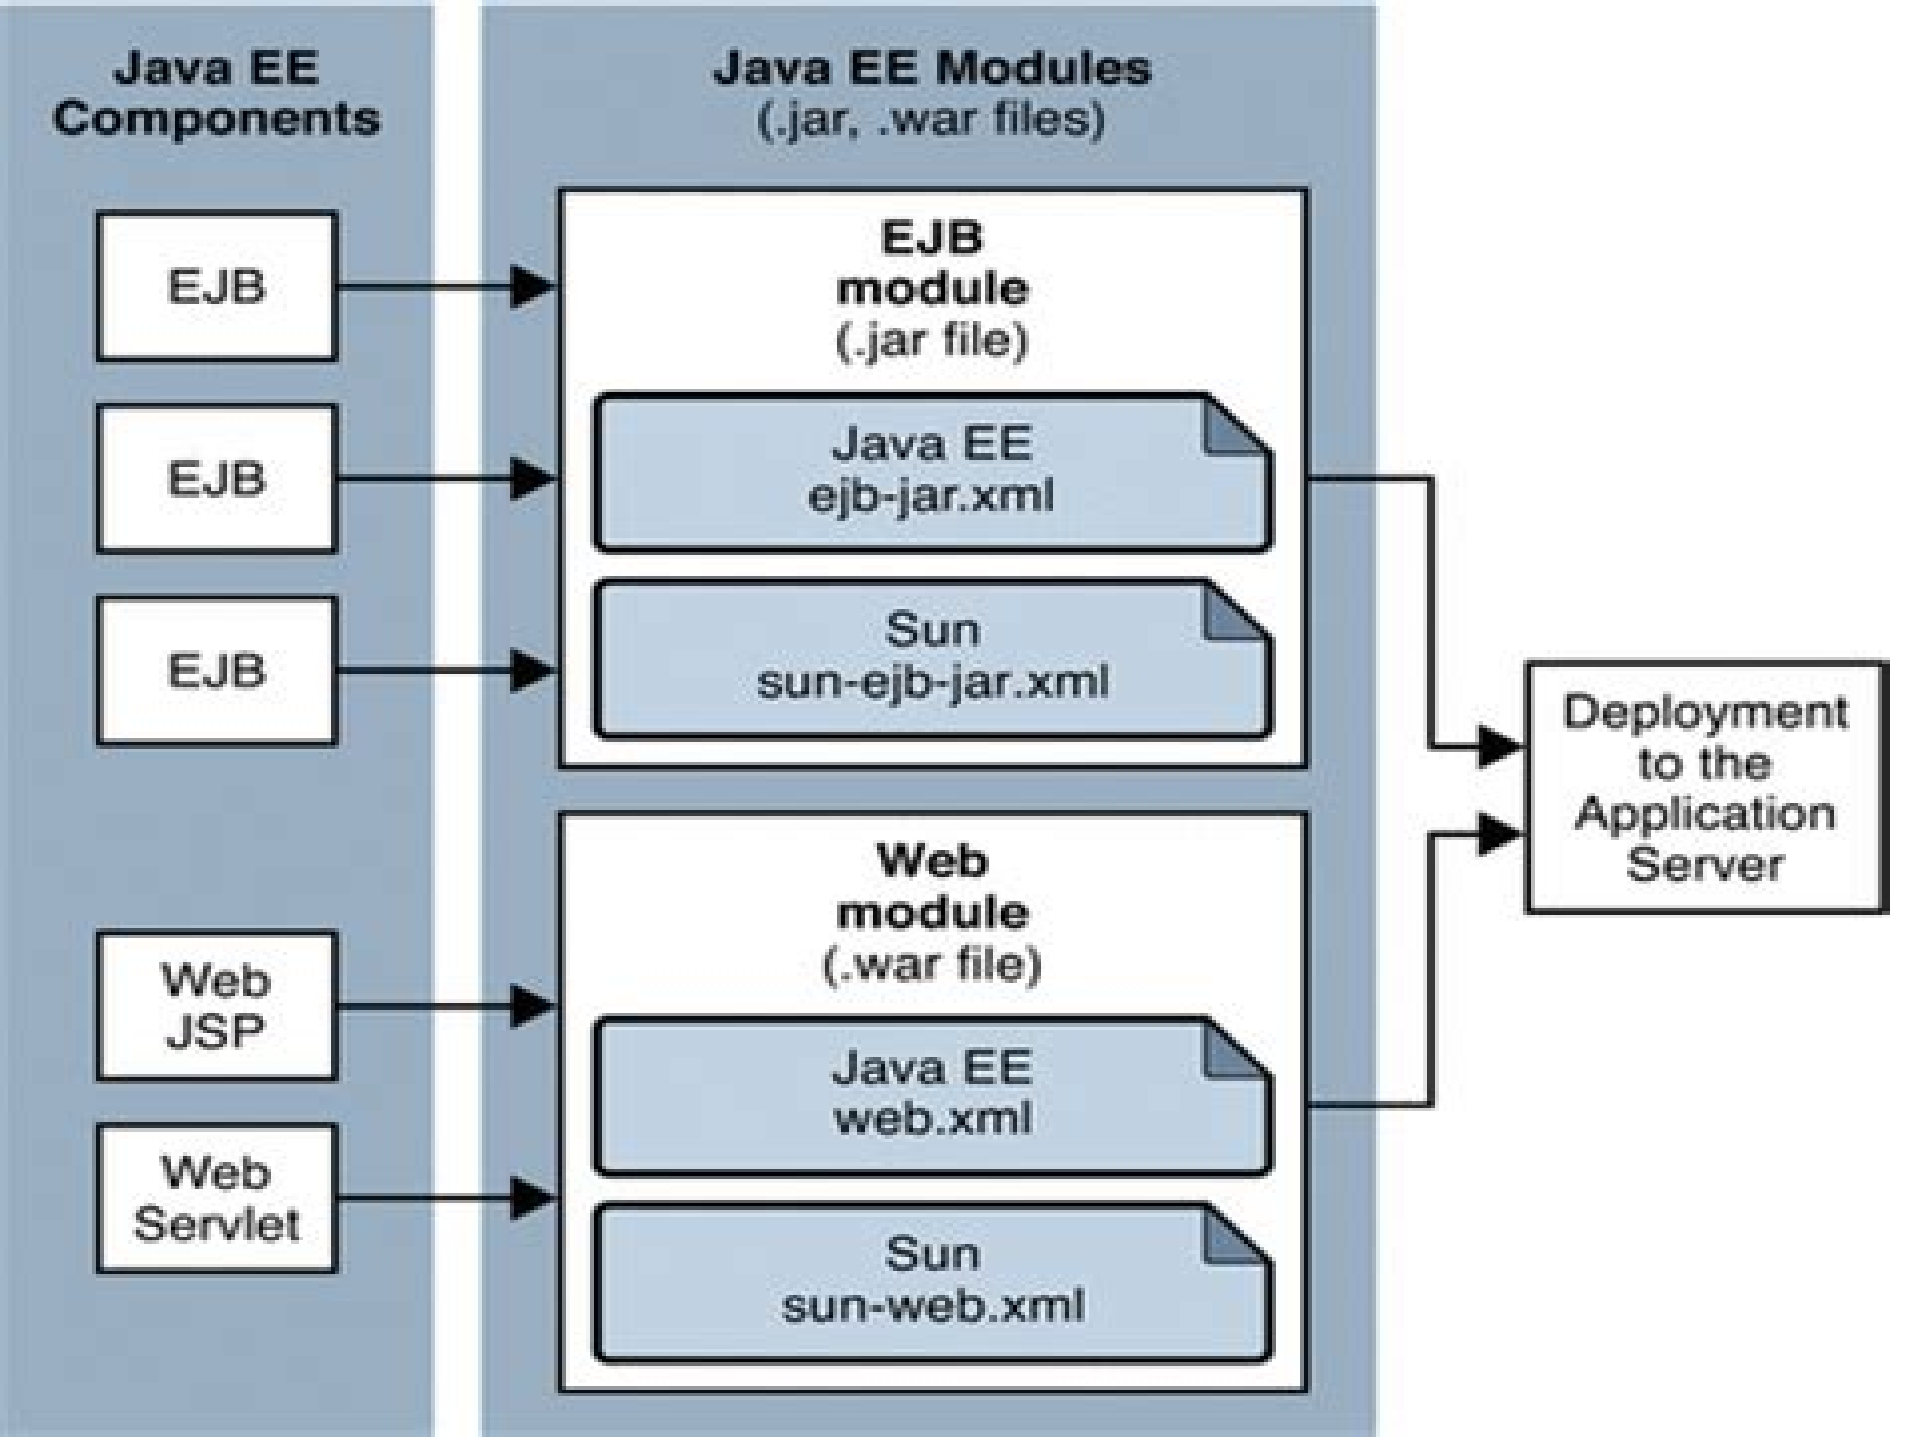 Java EE
Components
EJB
EJB
EJB
Web
JSP
Web
Servlet
Java EE Modules
(.jar, .war files)
EJB
module
(.jar file)
Java EE
ejb-jar.xml
Sun
sun-ejb-jar.xml
Web
module
(.war file)
Java EE
web.xml
Sun
sun-web.xml
Deployment
to the
Application
Server